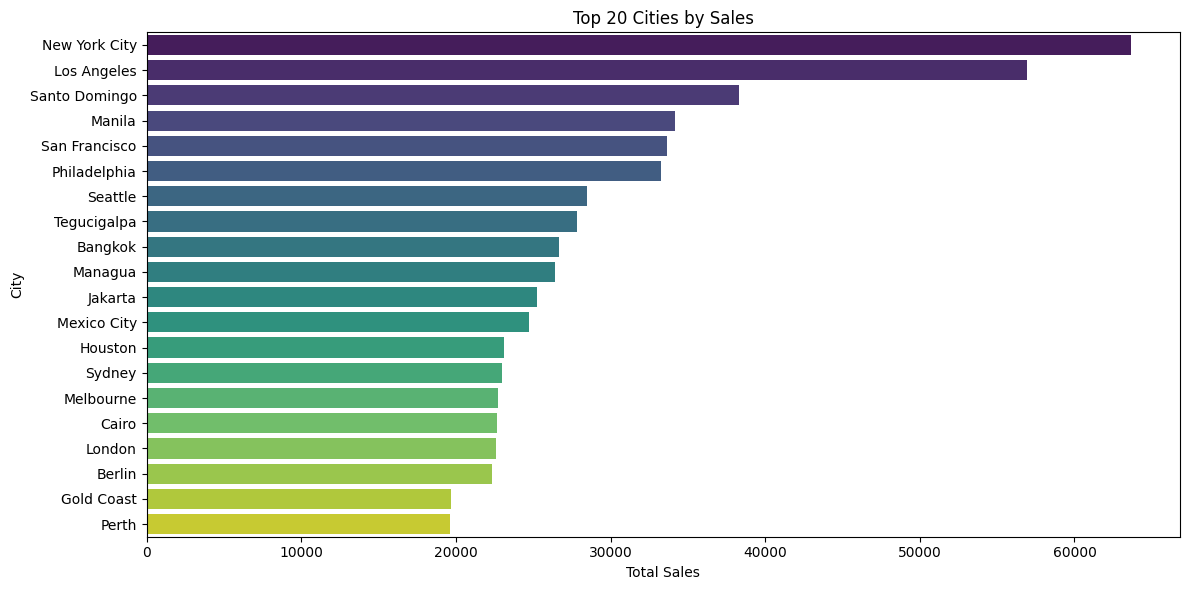 Top 20 Cities by Sales
City
New York City
Los Angeles
Santo Domingo
Manila
San Francisco
Philadelphia
Seattle
Tegucigalpa
Bangkok
Managua
Jakarta
Mexico City
Houston
Sydney
Melbourne
Cairo
London
Berlin
Gold Coast
Perth
0 10000 20000 30000 40000 50000 60000
Total Sales